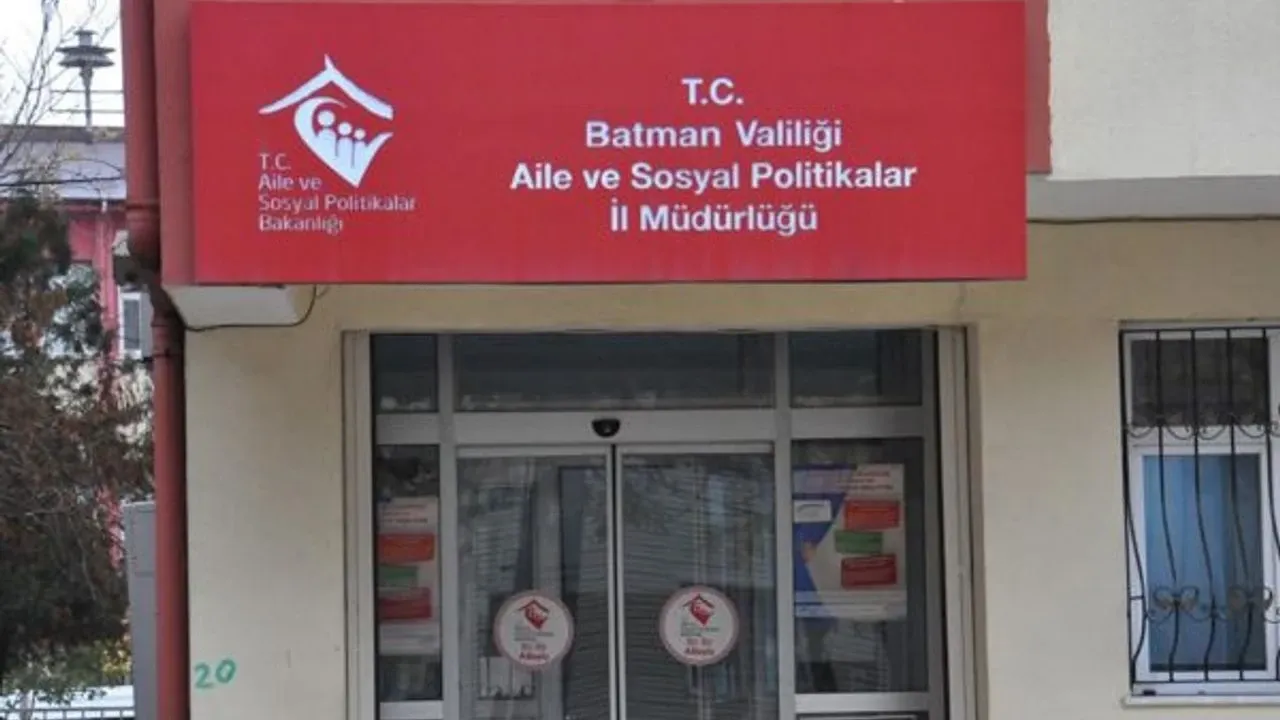 T.C.
Aile ve
Sosyal Politikalar
Bakanlığı
T.C.
Batman Valiliği
Aile ve Sosyal Politikalar
İl Müdürlüğü
20